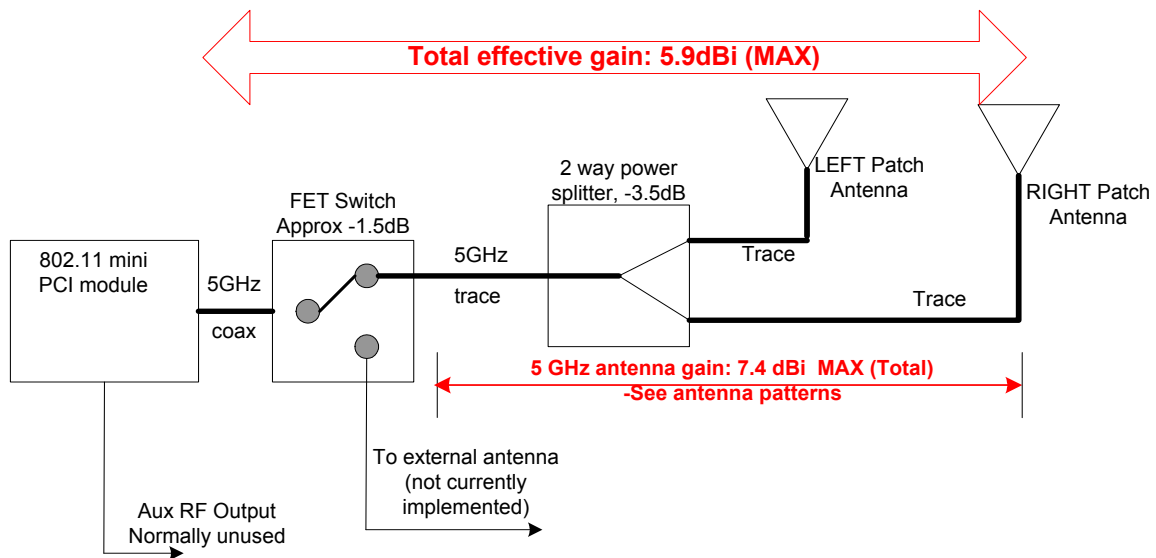 Total effective gain: 5.9dBi (MAX)
LEFT Patch
Antenna
RIGHT Patch
Antenna
2 way power
splitter, -3.5dB
FET Switch
Approx -1.5dB
802.11 mini
PCI module
5GHz
coax
5GHz
trace
Trace
Trace
5 GHz antenna gain: 7.4 dBi  MAX (Total)
-See antenna patterns
To external antenna
(not currently
implemented)
Aux RF Output
Normally unused